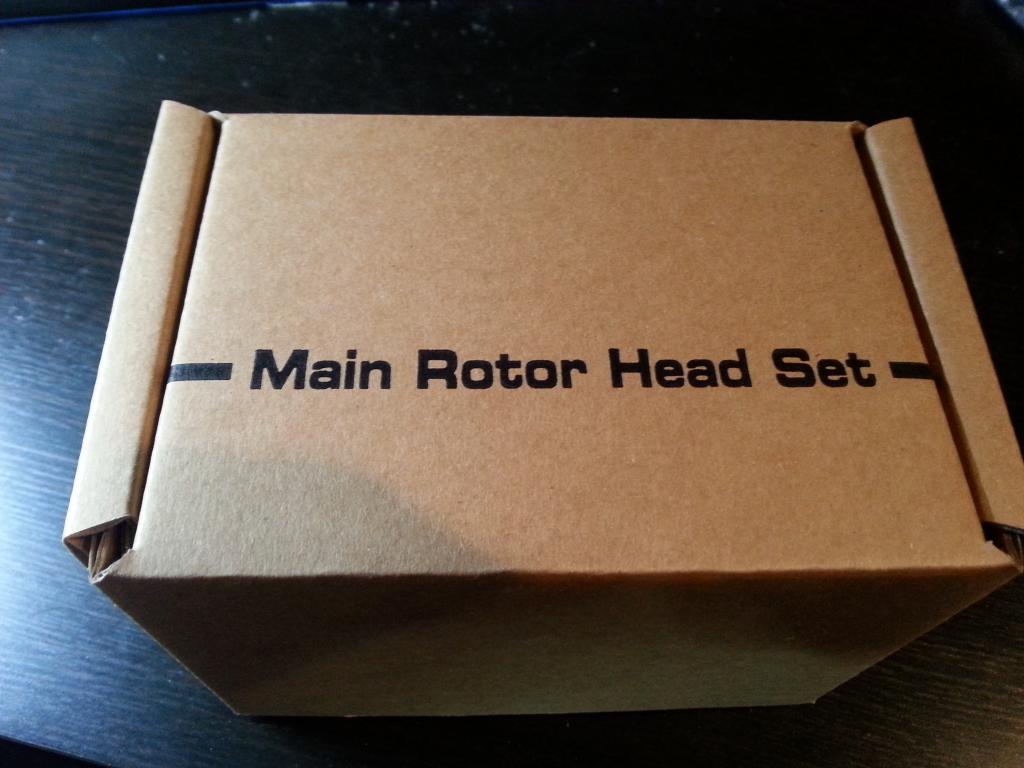 Main Rotor Head Set